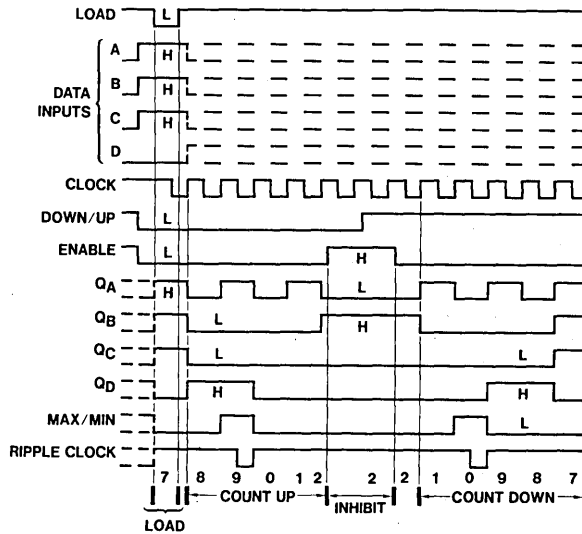 LOAD L
A H
B H
DATA INPUTS
C H
D
CLOCK
DOWN/UP L
ENABLE L H
QA H L
QB L H
QC L L
QD H H
MAX/MIN L
RIPPLE CLOCK
7 8 9 0 1 2 2 2 1 0 9 8 7
COUNT UP INHIBIT COUNT DOWN
LOAD